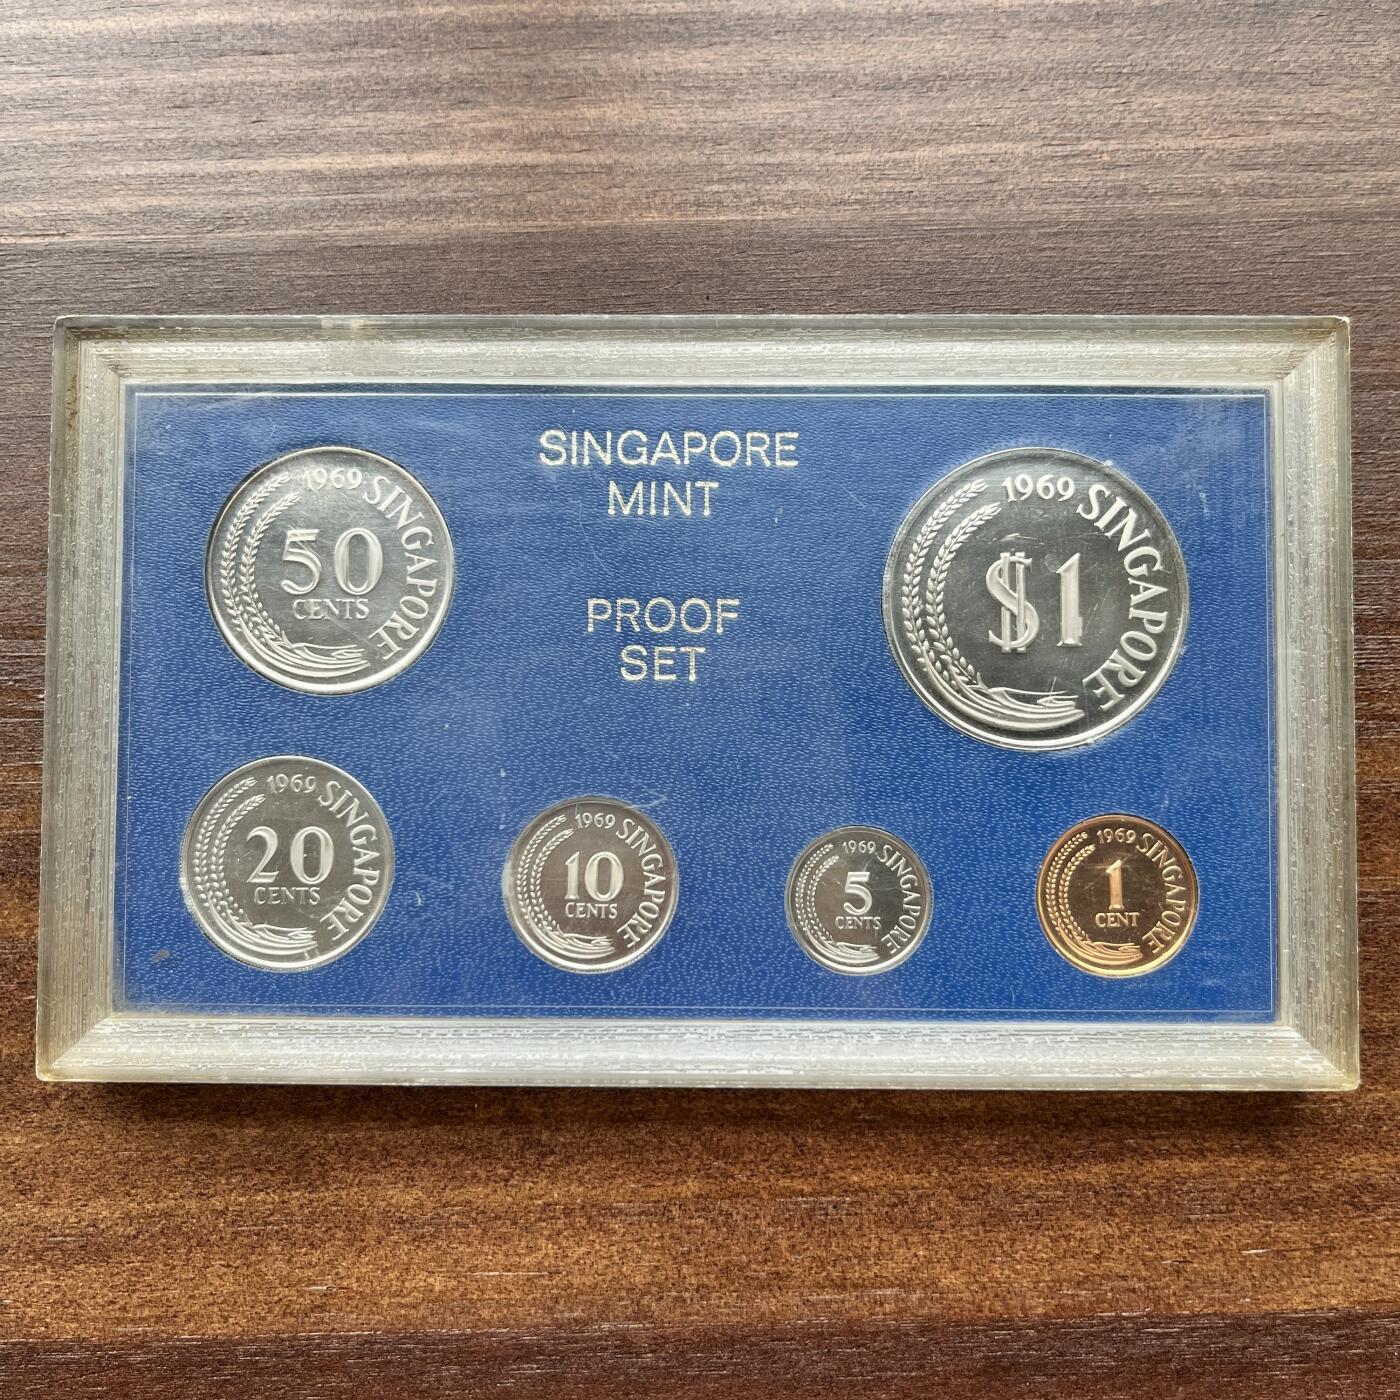 SINGAPORE
MINT
PROOF
SET
1969 SINGAPORE
50
CENTS
1969 SINGAPORE
$1
1969 SINGAPORE
20
CENTS
1969 SINGAPORE
10
CENTS
1969 SINGAPORE
5
CENTS
1969 SINGAPORE
1
CENT